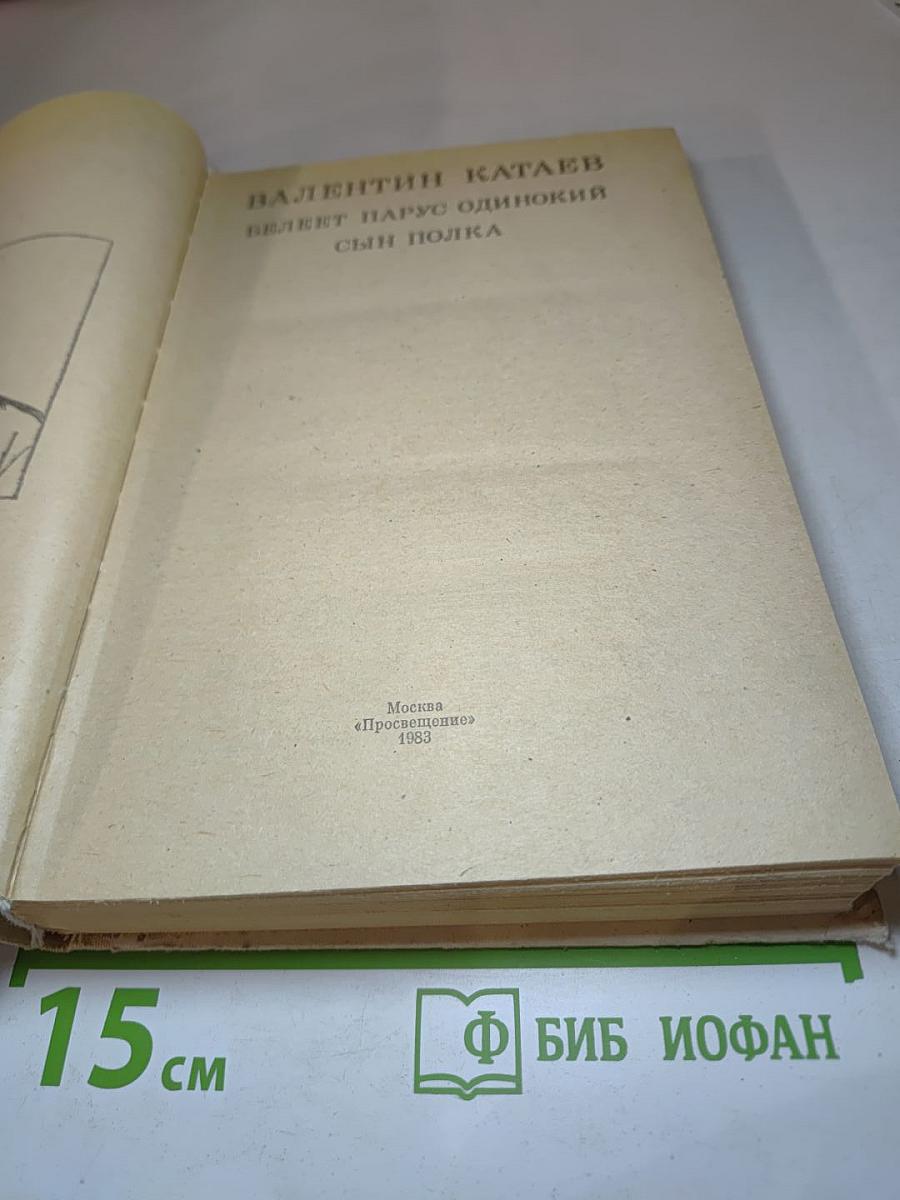 ВАЛЕНТИН КАТАЕВ
БЕЛЕЕТ ПАРУС ОДИНОКИЙ
СЫН ПОЛКА
Москва
«Просвещение»
1983
15 см
Ф БИБ ИОФАН